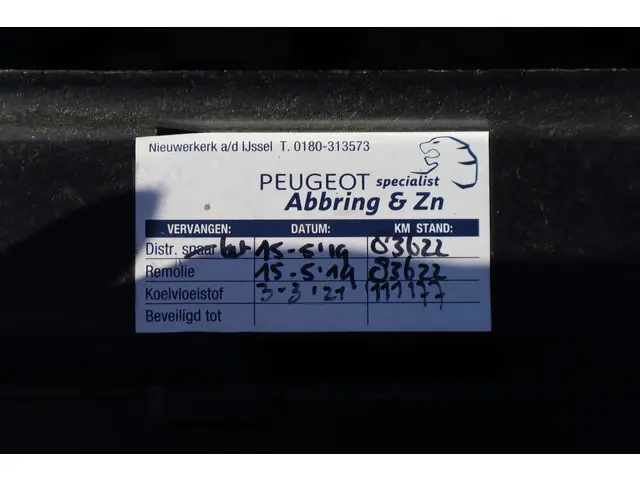 Nieuwerkerk a/d IJssel T. 0180-313573
PEUGEOT specialist
Abbring & Zn
VERVANGEN: DATUM: KM STAND:
Distr. snaar 15-5-'19 83622
Remolie 15-5-'19 83622
Koelvloeistof 3-3-'21 111177
Beveiligd tot